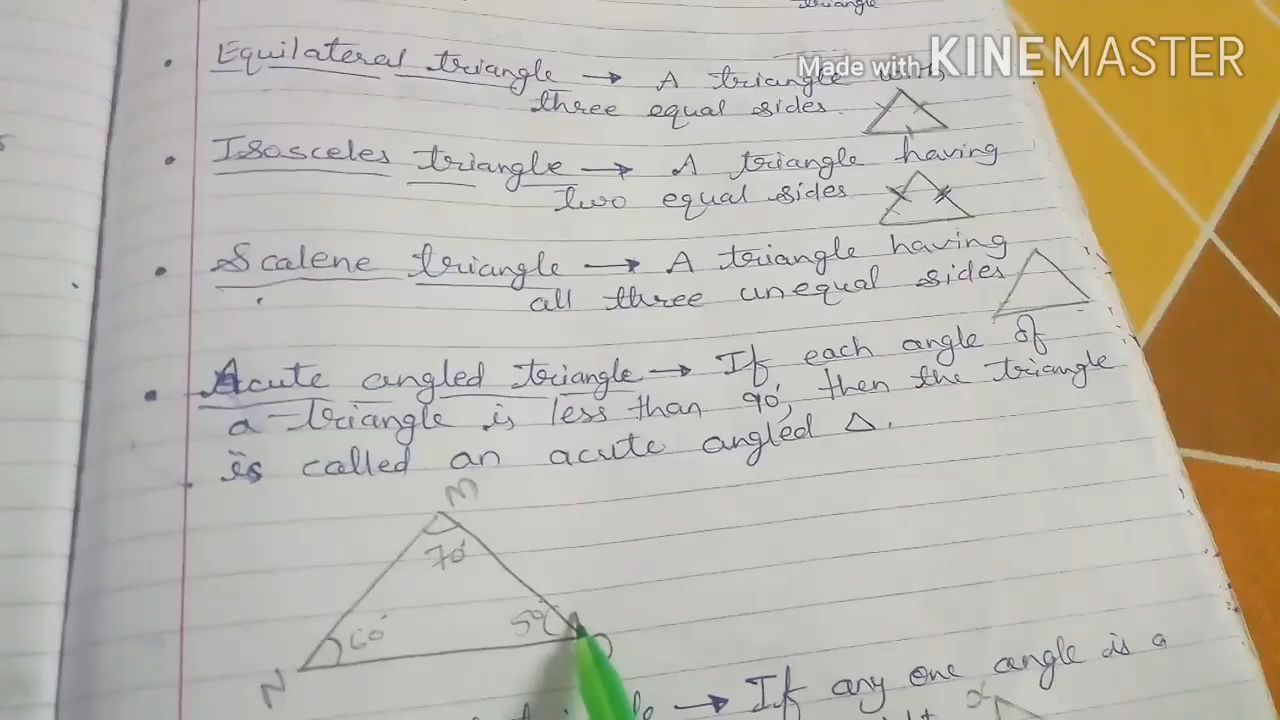 triangle
Made with KINEMASTER
• Equilateral triangle → A triangle with
three equal sides.
• Isosceles triangle → A triangle having
two equal sides
• Scalene triangle → A triangle having
all three unequal sides
• Acute angled triangle → If each angle of
a triangle is less than 90°, then the triangle
is called an acute angled Δ.
M
70°
60° 50°
N
→ If any one angle is a